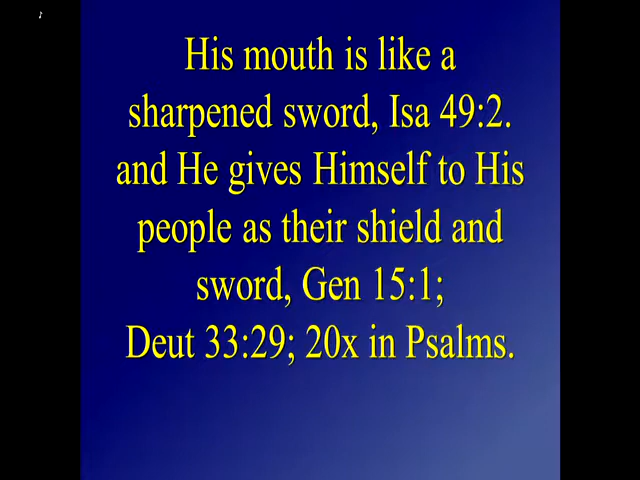 His mouth is like a
sharpened sword, Isa 49:2.
and He gives Himself to His
people as their shield and
sword, Gen 15:1;
Deut 33:29; 20x in Psalms.